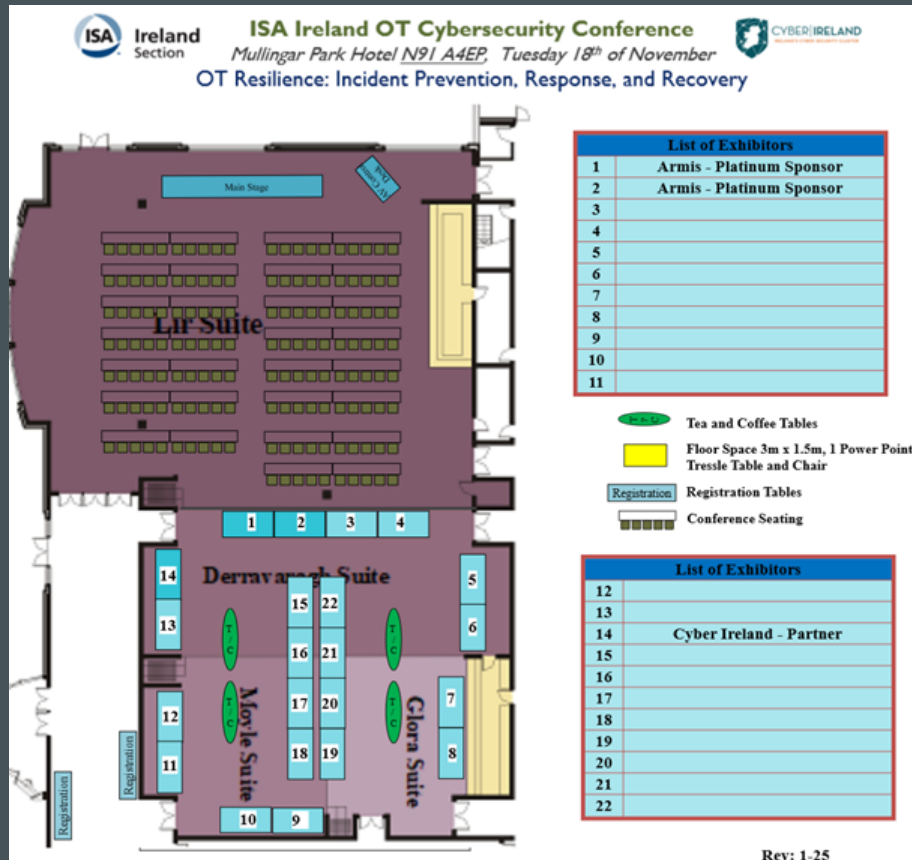 ISA
Ireland
Section
ISA Ireland OT Cybersecurity Conference
Mullingar Park Hotel N91 A4EP, Tuesday 18th of November
OT Resilience: Incident Prevention, Response, and Recovery
CYBER IRELAND
Main Stage
AV Control
Desk
Lir Suite
List of Exhibitors
1 Armis - Platinum Sponsor
2 Armis - Platinum Sponsor
3
4
5
6
7
8
9
10
11
Tea and Coffee Tables
Floor Space 3m x 1.5m, 1 Power Point
Tressle Table and Chair
Registration Registration Tables
Conference Seating
1 2 3 4
14
13
Derravaragh Suite
5
6
15 22
16 21
17 20
18 19
T/C
T/C
T/C
T/C
12
11
Moyle Suite
Glora Suite
7
8
10 9
Registration
Registration
List of Exhibitors
12
13
14 Cyber Ireland - Partner
15
16
17
18
19
20
21
22
Rev: 1-25